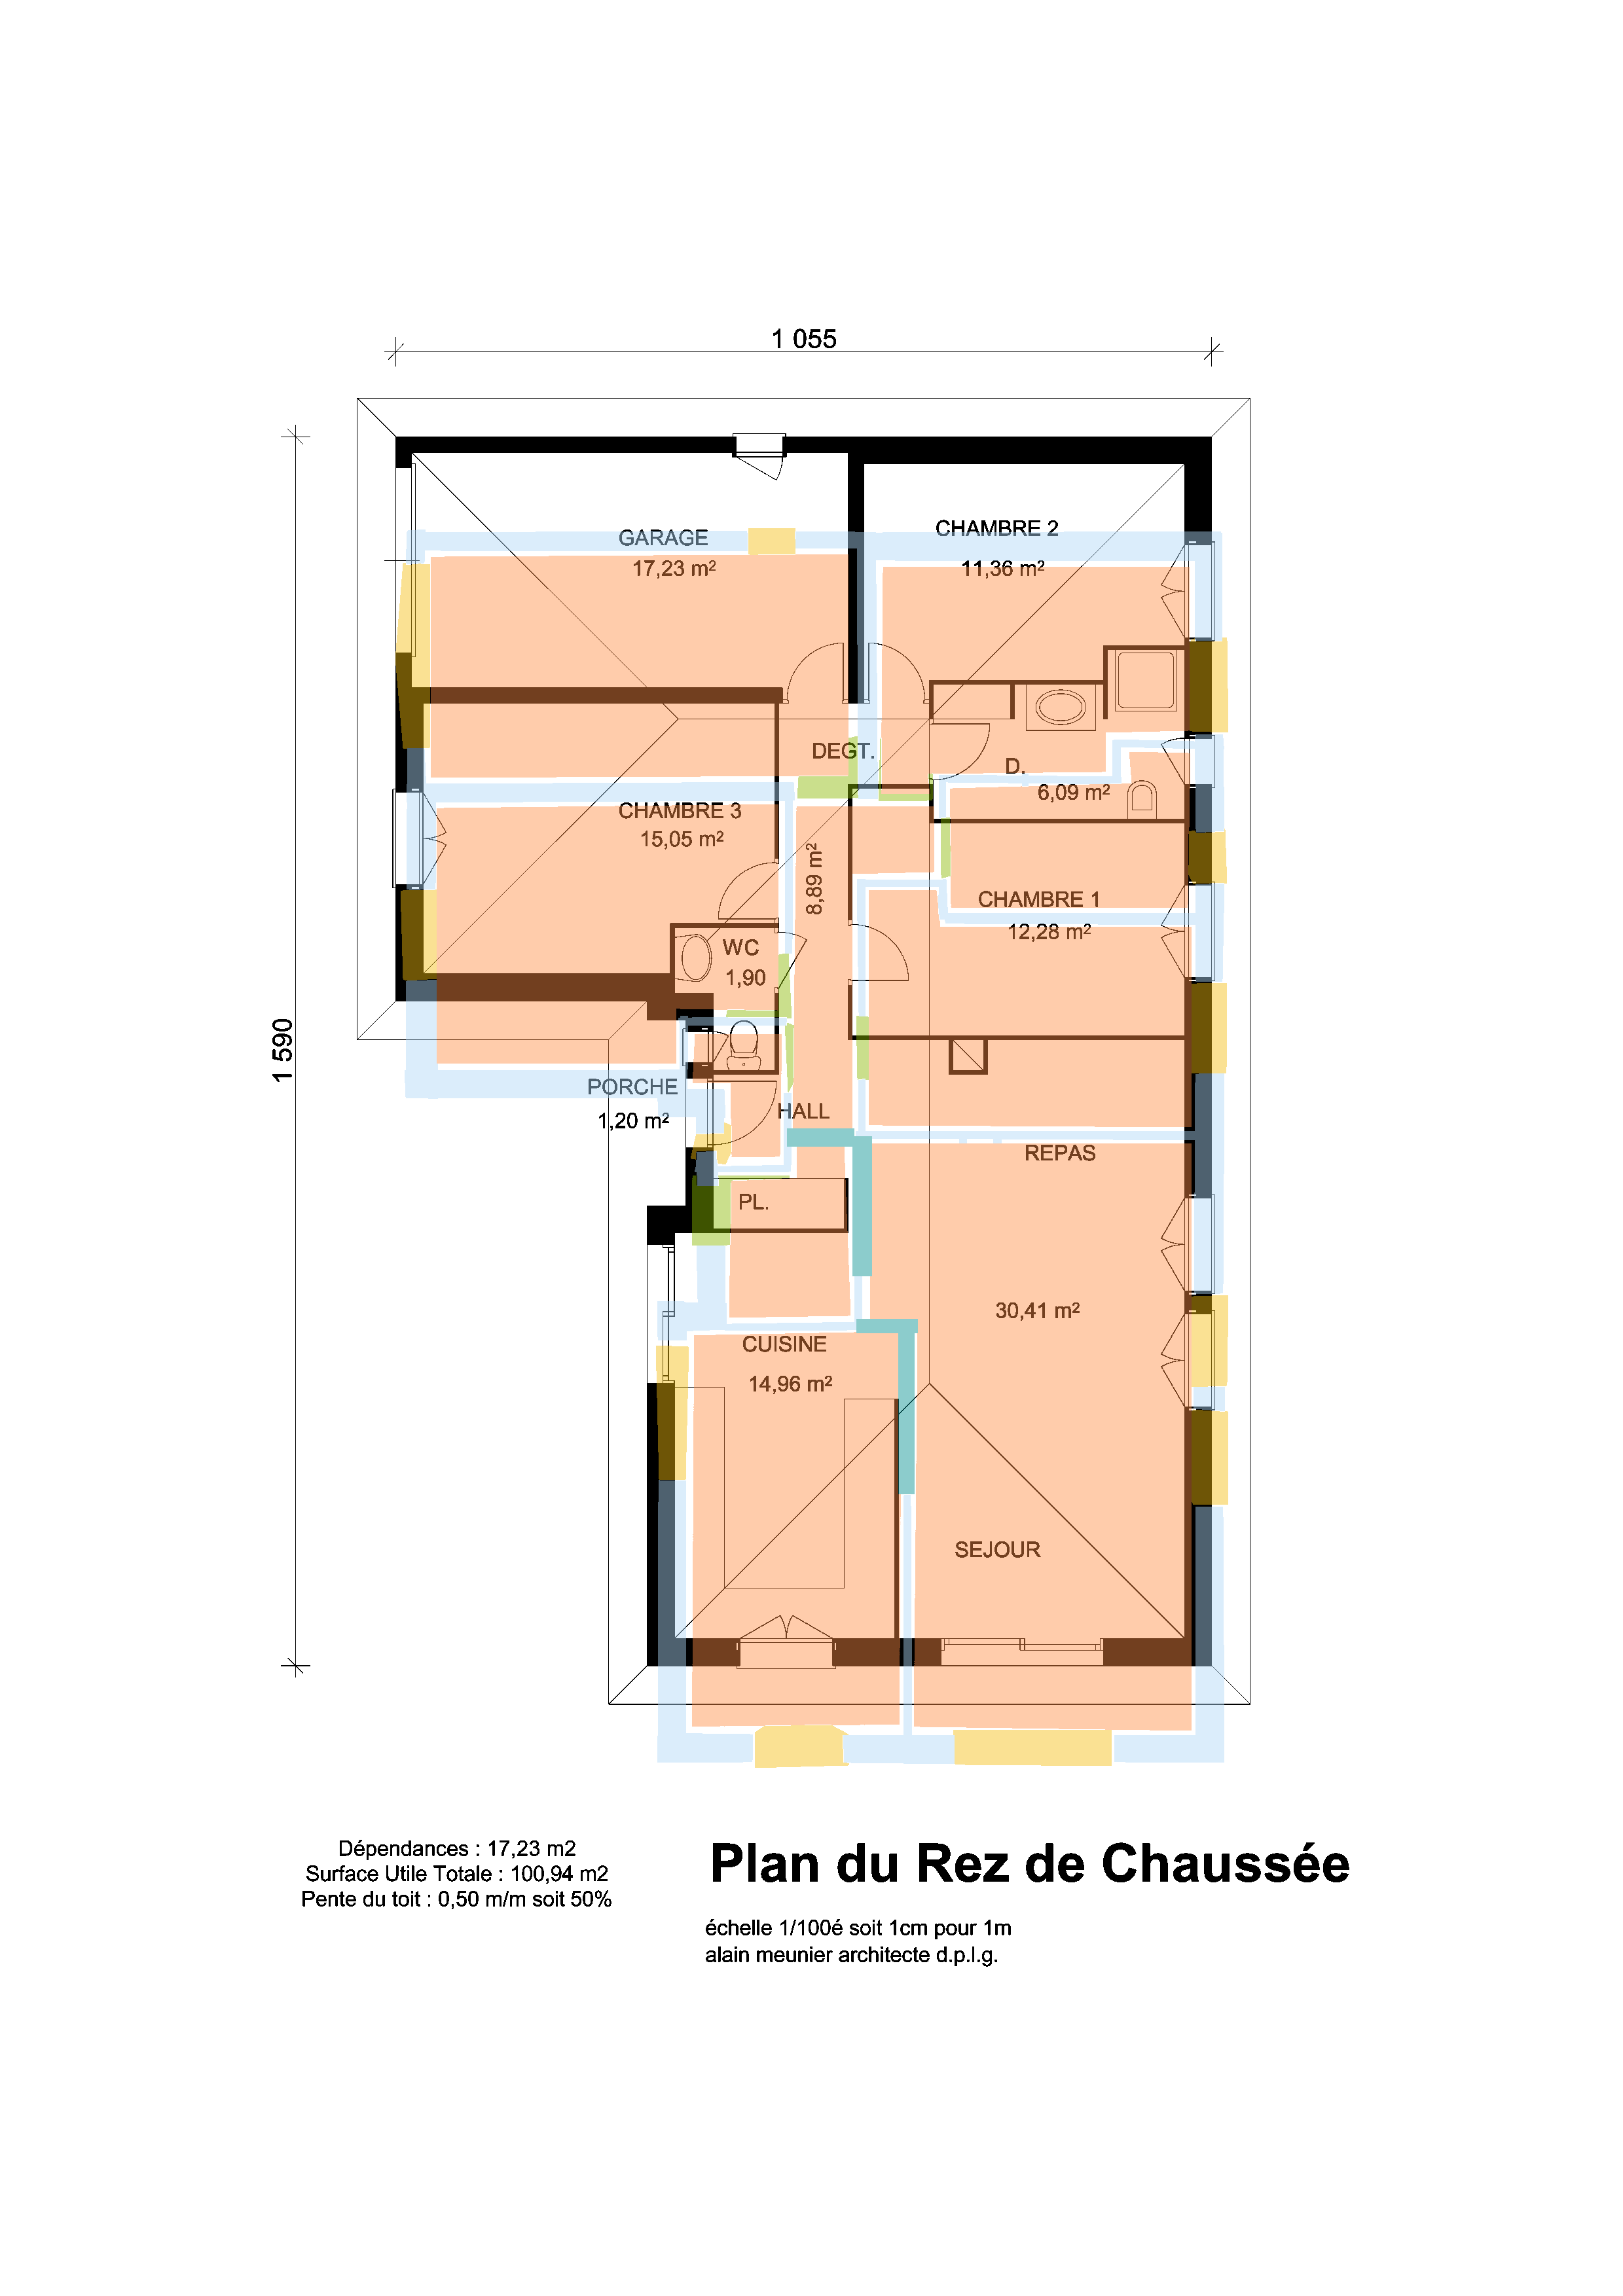 1 055
GARAGE
17,23 m²
CHAMBRE 2
11,36 m²
DEGT.
D.
6,09 m²
CHAMBRE 3
15,05 m²
8,89 m²
CHAMBRE 1
12,28 m²
WC
1,90
1 590
PORCHE
1,20 m²
HALL
REPAS
PL.
30,41 m²
CUISINE
14,96 m²
SEJOUR
Dépendances : 17,23 m2
Surface Utile Totale : 100,94 m2
Pente du toit : 0,50 m/m soit 50%
Plan du Rez de Chaussée
échelle 1/100é soit 1cm pour 1m
alain meunier architecte d.p.l.g.